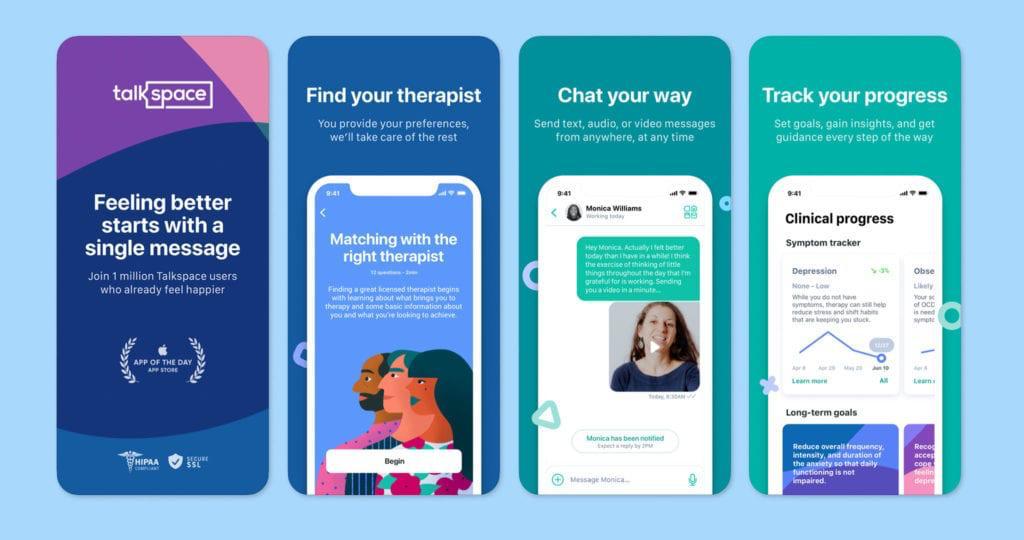 talkspace
Feeling better
starts with a
single message
Join 1 million Talkspace users
who already feel happier
APP OF THE DAY
APP STORE
HIPAA
COMPLIANT
SECURE
SSL
Find your therapist
You provide your preferences,
we'll take care of the rest
9:41
Matching with the
right therapist
12 questions - 2min
Finding a great licensed therapist begins
with learning about what brings you to
therapy and some basic information about
you and what you're looking to achieve.
Begin
Chat your way
Send text, audio, or video messages
from anywhere, at any time
9:41
Monica Williams
Working today
Hey Monica. Actually I felt better
today than I have in a while! I think
the exercise of thinking of little
things throughout the day that I'm
grateful for is working. Sending
you a video in a minute...
Today, 8:30AM
Monica has been notified
Expect a reply by 2PM
Message Monica...
Track your progress
Set goals, gain insights, and get
guidance every step of the way
9:41
Clinical progress
Symptom tracker
Depression
-3%
None - Low
While you do not have
symptoms, therapy can still help
reduce stress and shift habits
that are keeping you stuck.
12/27
Apr 8
Apr 29
May 20
Jun 10
Learn more
All
Obse
Likely
Your sc
of OCD
is need
sympto
Apr 8
Learn m
Long-term goals
Reduce overall frequency,
intensity, and duration
of the anxiety so that daily
functioning is not
impaired.
Recog
accep
cope
feelin
depre